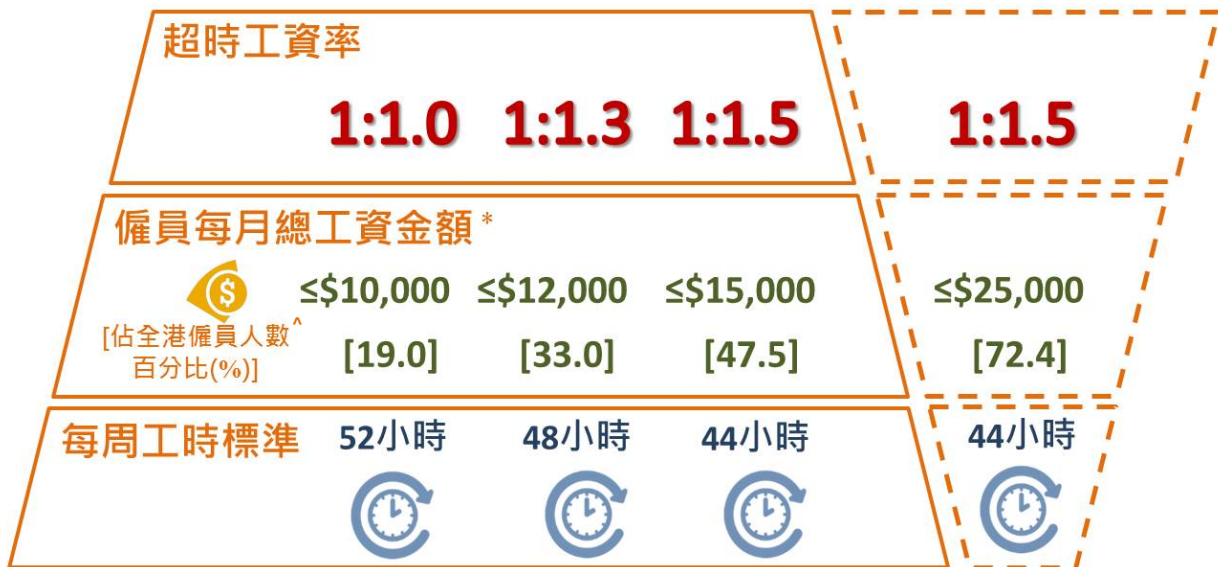 超時工資率
1:1.0 1:1.3 1:1.5 1:1.5
僱員每月總工資金額*
$
≤$10,000 ≤$12,000 ≤$15,000 ≤$25,000
[佔全港僱員人數^
百分比(%)]
[19.0] [33.0] [47.5] [72.4]
每周工時標準 52小時 48小時 44小時 44小時